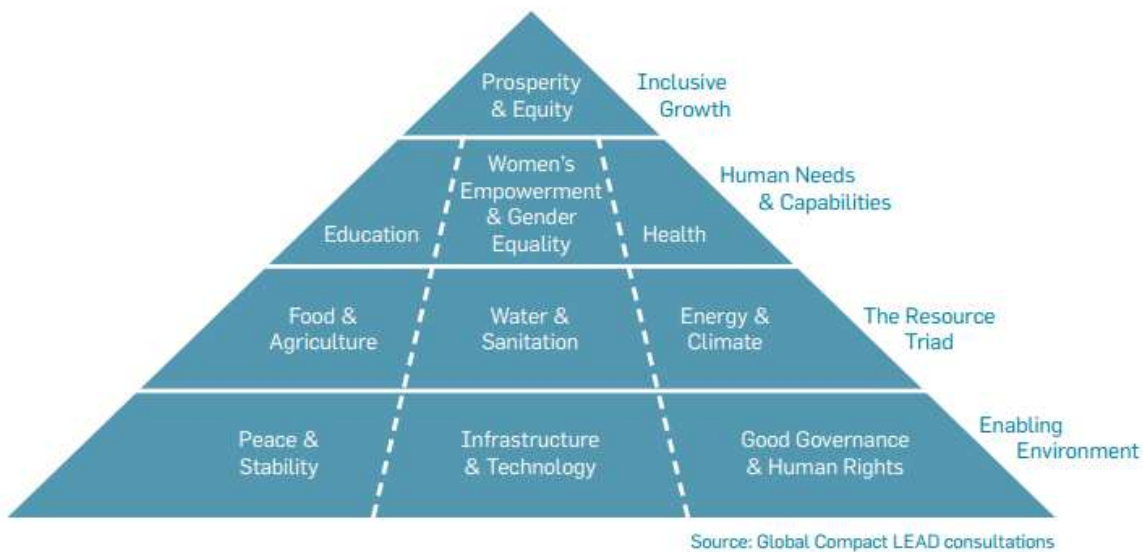 Prosperity
& Equity
Inclusive
Growth
Women's
Empowerment
& Gender
Equality
Education
Health
Human Needs
& Capabilities
Food &
Agriculture
Water &
Sanitation
Energy &
Climate
The Resource
Triad
Peace &
Stability
Infrastructure
& Technology
Good Governance
& Human Rights
Enabling
Environment
Source: Global Compact LEAD consultations